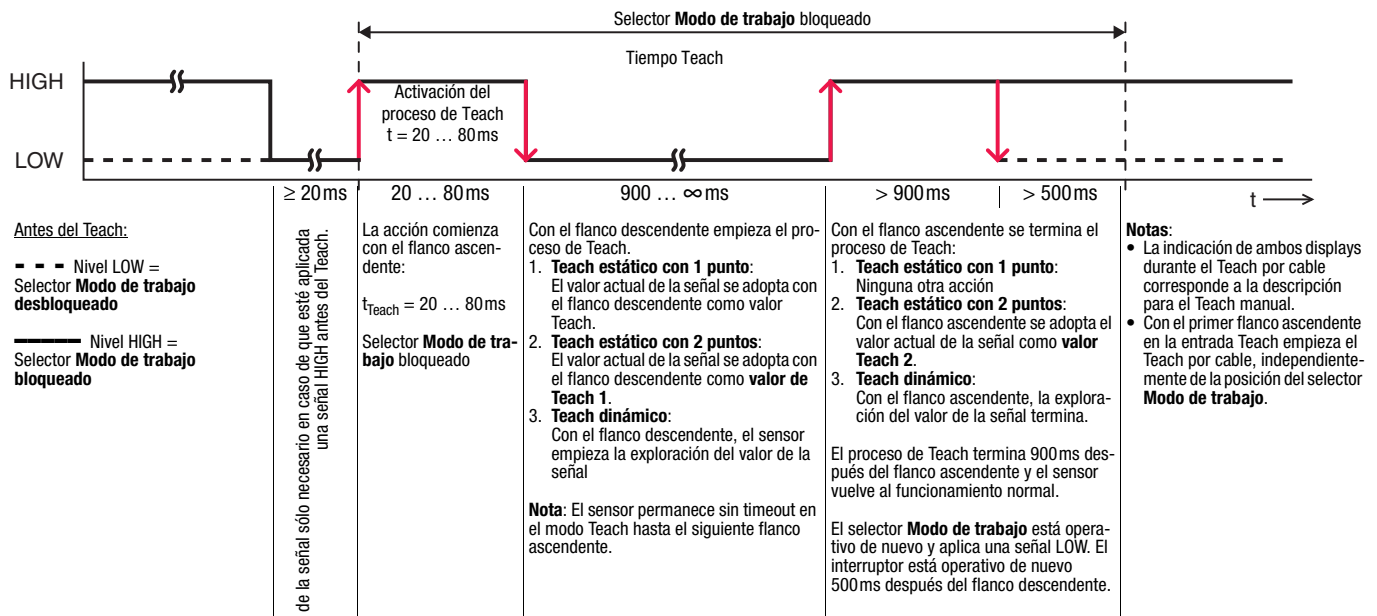 Selector Modo de trabajo bloqueado
Tiempo Teach
HIGH
LOW
Activación del
proceso de Teach
t = 20 … 80ms
≥ 20ms
20 … 80ms
900 … ∞ms
> 900ms
> 500ms
t
Antes del Teach:
Nivel LOW =
Selector Modo de trabajo
desbloqueado
Nivel HIGH =
Selector Modo de trabajo
bloqueado
de la señal sólo necesario en caso de que esté aplicada
una señal HIGH antes del Teach.
La acción comienza
con el flanco ascen-
dente:
tTeach = 20 … 80ms
Selector Modo de tra-
bajo bloqueado
Con el flanco descendente empieza el pro-
ceso de Teach.
1. Teach estático con 1 punto:
El valor actual de la señal se adopta con
el flanco descendente como valor
Teach.
2. Teach estático con 2 puntos:
El valor actual de la señal se adopta con
el flanco descendente como valor de
Teach 1.
3. Teach dinámico:
Con el flanco descendente, el sensor
empieza la exploración del valor de la
señal
Nota: El sensor permanece sin timeout en
el modo Teach hasta el siguiente flanco
ascendente.
Con el flanco ascendente se termina el
proceso de Teach:
1. Teach estático con 1 punto:
Ninguna otra acción
2. Teach estático con 2 puntos:
Con el flanco ascendente se adopta el
valor actual de la señal como valor
Teach 2.
3. Teach dinámico:
Con el flanco ascendente, la explora-
ción del valor de la señal termina.
El proceso de Teach termina 900ms des-
pués del flanco ascendente y el sensor
vuelve al funcionamiento normal.
El selector Modo de trabajo está opera-
tivo de nuevo y aplica una señal LOW. El
interruptor está operativo de nuevo
500ms después del flanco descendente.
Notas:
• La indicación de ambos displays
durante el Teach por cable
corresponde a la descripción
para el Teach manual.
• Con el primer flanco ascendente
en la entrada Teach empieza el
Teach por cable, independiente-
mente de la posición del selector
Modo de trabajo.